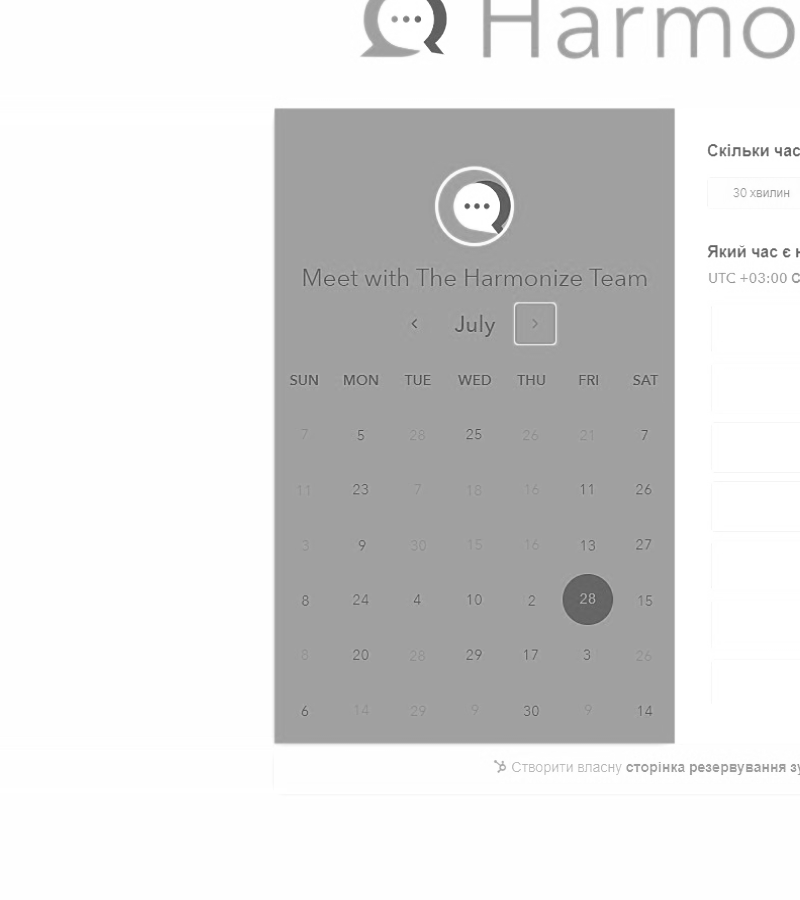 Harmo
Скільки час
30 хвилин
Який час є н
UTC +03:00 С
Meet with The Harmonize Team
July
SUN MON TUE WED THU FRI SAT
7 5 28 25 26 21 7
11 23 7 18 16 11 26
3 9 30 15 16 13 27
8 24 4 10 2 28 15
8 20 28 29 17 3 26
6 14 29 9 30 9 14
Створити власну сторінка резервування зу